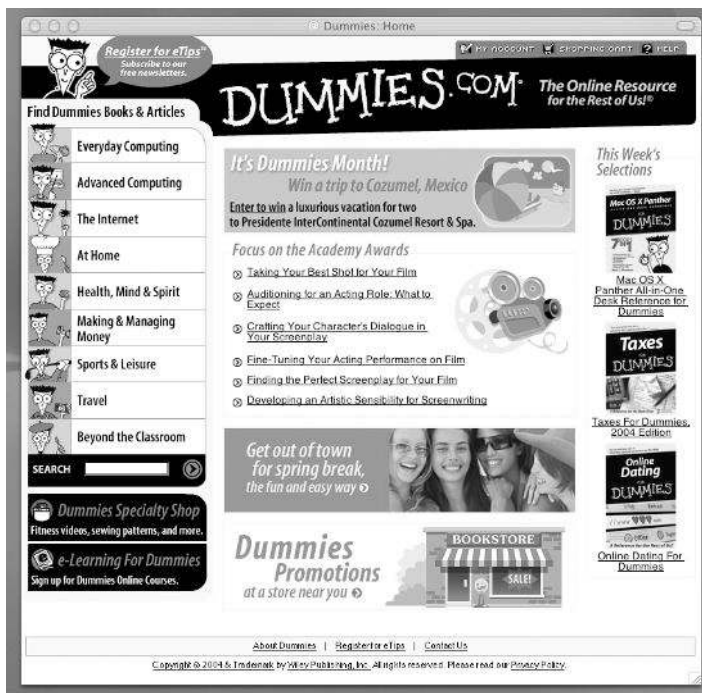 Dummies: Home
Register for eTips™
Subscribe to our
free newsletters.
MY ACCOUNT
SHOPPING CART
HELP
DUMMIES.COM
The Online Resource
for the Rest of Us!®
Find Dummies Books & Articles
Everyday Computing
Advanced Computing
The Internet
At Home
Health, Mind & Spirit
Making & Managing
Money
Sports & Leisure
Travel
Beyond the Classroom
SEARCH
Dummies Specialty Shop
Fitness videos, sewing patterns, and more.
e-Learning For Dummies
Sign up for Dummies Online Courses.
It's Dummies Month!
Win a trip to Cozumel, Mexico
Enter to win a luxurious vacation for two
to Presidente InterContinental Cozumel Resort & Spa.
Focus on the Academy Awards
Taking Your Best Shot for Your Film
Auditioning for an Acting Role: What to
Expect
Crafting Your Character's Dialogue in
Your Screenplay
Fine-Tuning Your Acting Performance on Film
Finding the Perfect Screenplay for Your Film
Developing an Artistic Sensibility for Screenwriting
Get out of town
for spring break,
the fun and easy way
Dummies
Promotions
at a store near you
BOOKSTORE
SALE!
This Week's
Selections
Mac OS X Panther
DUMMIES
Mac OS X
Panther All-in-One
Desk Reference for
Dummies
Taxes
FOR
DUMMIES
Taxes For Dummies,
2004 Edition
Online
Dating
FOR
DUMMIES
Online Dating For
Dummies
About Dummies | Register for eTips | Contact Us
Copyright © 2004 & Trademark by Wiley Publishing, Inc. All rights reserved. Please read our Privacy Policy.